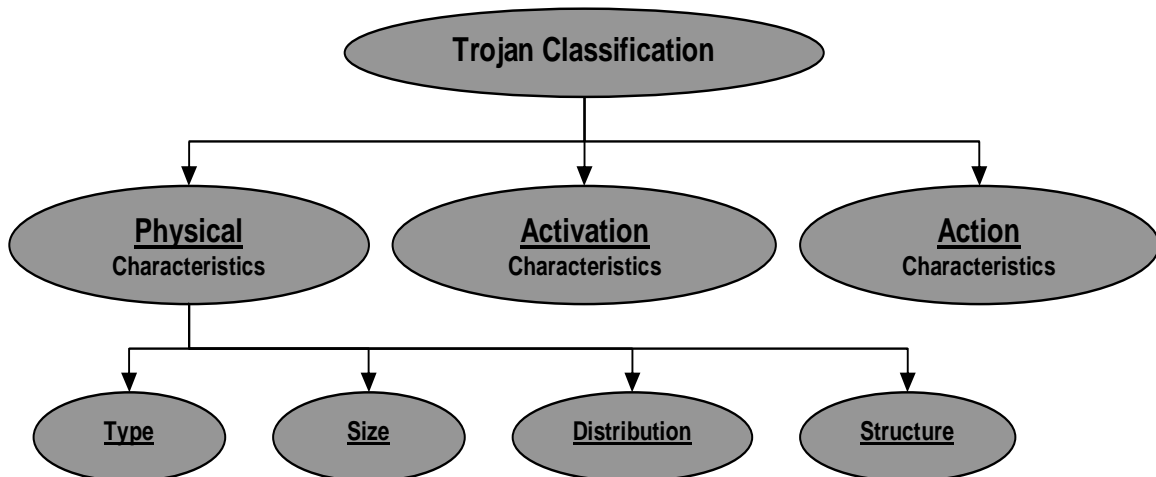 Trojan Classification
Physical
Characteristics
Activation
Characteristics
Action
Characteristics
Type
Size
Distribution
Structure